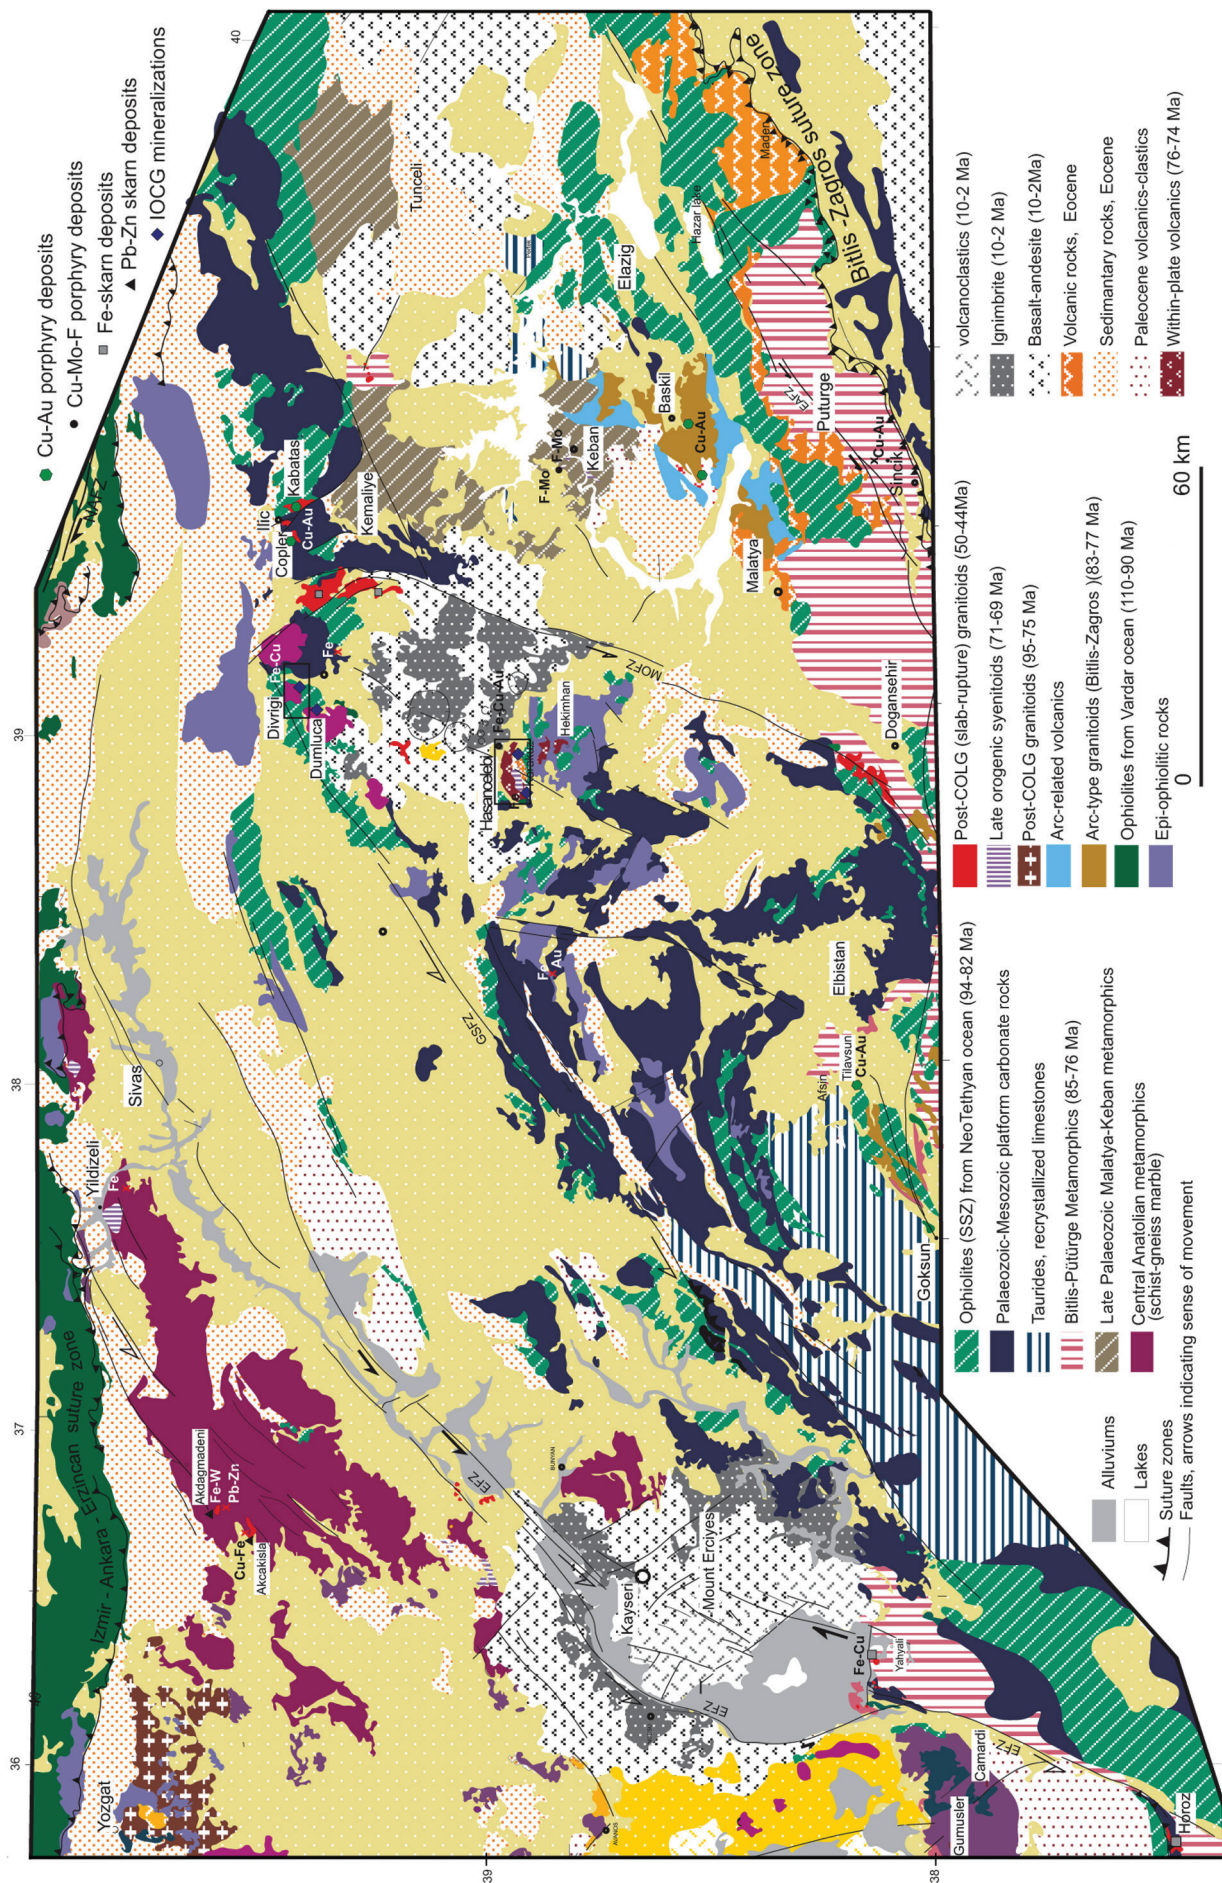 Cu-Au porphyry deposits
Cu-Mo-F porphyry deposits
Fe-skarn deposits
Pb-Zn skarn deposits
IOCG mineralizations
36
37
38
39
40
40
39
38
Izmir - Ankara - Erzincan suture zone
NAFZ
Yozgat
Yildizeli
Fe
Sivas
Akdagmadeni
Fe-W
Pb-Zn
Cu-Fe
Akcakisla
EFZ
BUNYAN
Kayseri
Mount Erciyes
EFZ
AVANOS
Fe-Cu
Yahyali
Gumusler
Camardi
EFZ
Horoz
Divrigi
Fe-Cu
Fe
Dumluca
Copler
Ilic
Kabatas
Cu-Au
Kemaliye
Tunceli
GSFZ
Hasancelebi
Fe-Cu-Au
Fe
Hekimhan
MOFZ
Fe
Au
F-Mo
F-Mo
Keban
Elazig
Baskil
Cu-Au
Hazar lake
Maden
Malatya
Puturge
EAFZ
Cu-Au
Sincik
Bitlis -Zagros suture zone
Dogansehir
Elbistan
Afsin
Tilavsun
Cu-Au
Goksun
Alluviums
Lakes
Suture zones
Faults, arrows indicating sense of movement
Ophiolites (SSZ) from NeoTethyan ocean (94-82 Ma)
Palaeozoic-Mesozoic platform carbonate rocks
Taurides, recrystallized limestones
Bitlis-Pütürge Metamorphics (85-76 Ma)
Late Palaeozoic Malatya-Keban metamorphics
Central Anatolian metamorphics
(schist-gneiss marble)
Post-COLG (slab-rupture) granitoids (50-44Ma)
Late orogenic syenitoids (71-69 Ma)
Post-COLG granitoids (95-75 Ma)
Arc-related volcanics
Arc-type granitoids (Bitlis-Zagros )(83-77 Ma)
Ophiolites from Vardar ocean (110-90 Ma)
Epi-ophiolitic rocks
volcanoclastics (10-2 Ma)
Ignimbrite (10-2 Ma)
Basalt-andesite (10-2Ma)
Volcanic rocks, Eocene
Sedimantary rocks, Eocene
Paleocene volcanics-clastics
Within-plate volcanics (76-74 Ma)
0
60 km